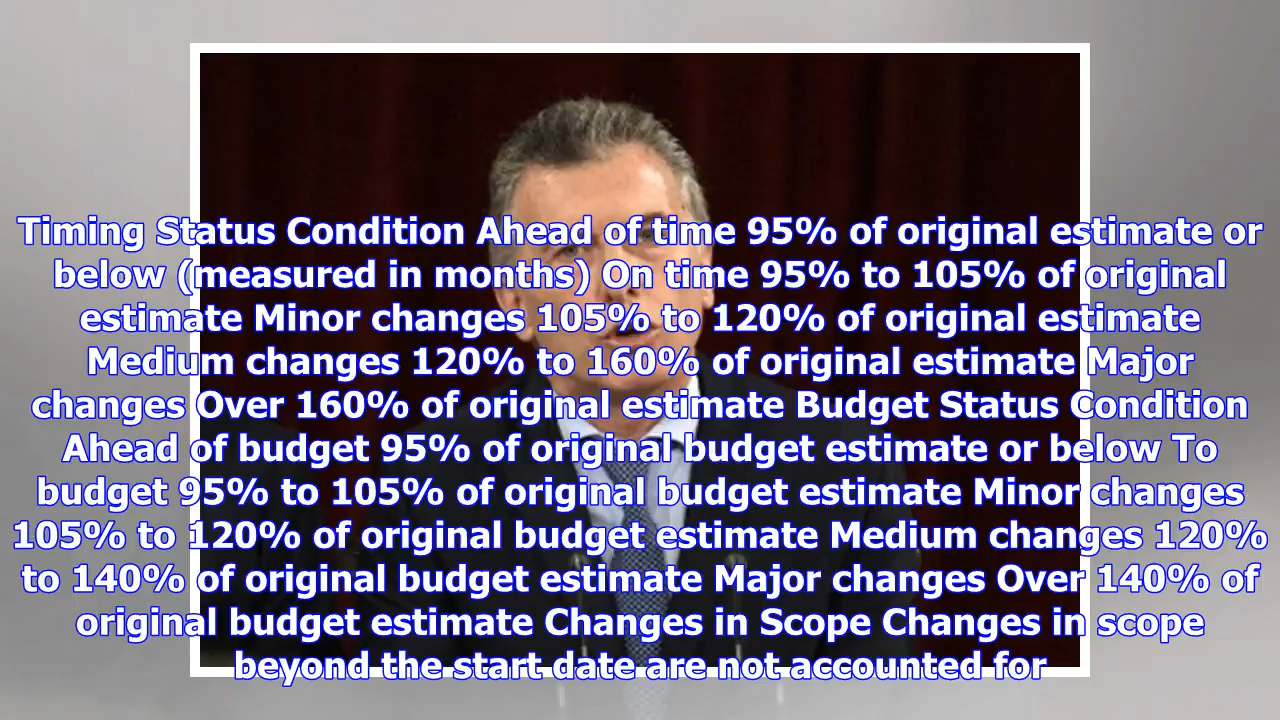 Timing Status Condition Ahead of time 95% of original estimate or
below (measured in months) On time 95% to 105% of original
estimate Minor changes 105% to 120% of original estimate
Medium changes 120% to 160% of original estimate Major
changes Over 160% of original estimate Budget Status Condition
Ahead of budget 95% of original budget estimate or below To
budget 95% to 105% of original budget estimate Minor changes
105% to 120% of original budget estimate Medium changes 120%
to 140% of original budget estimate Major changes Over 140% of
original budget estimate Changes in Scope Changes in scope
beyond the start date are not accounted for